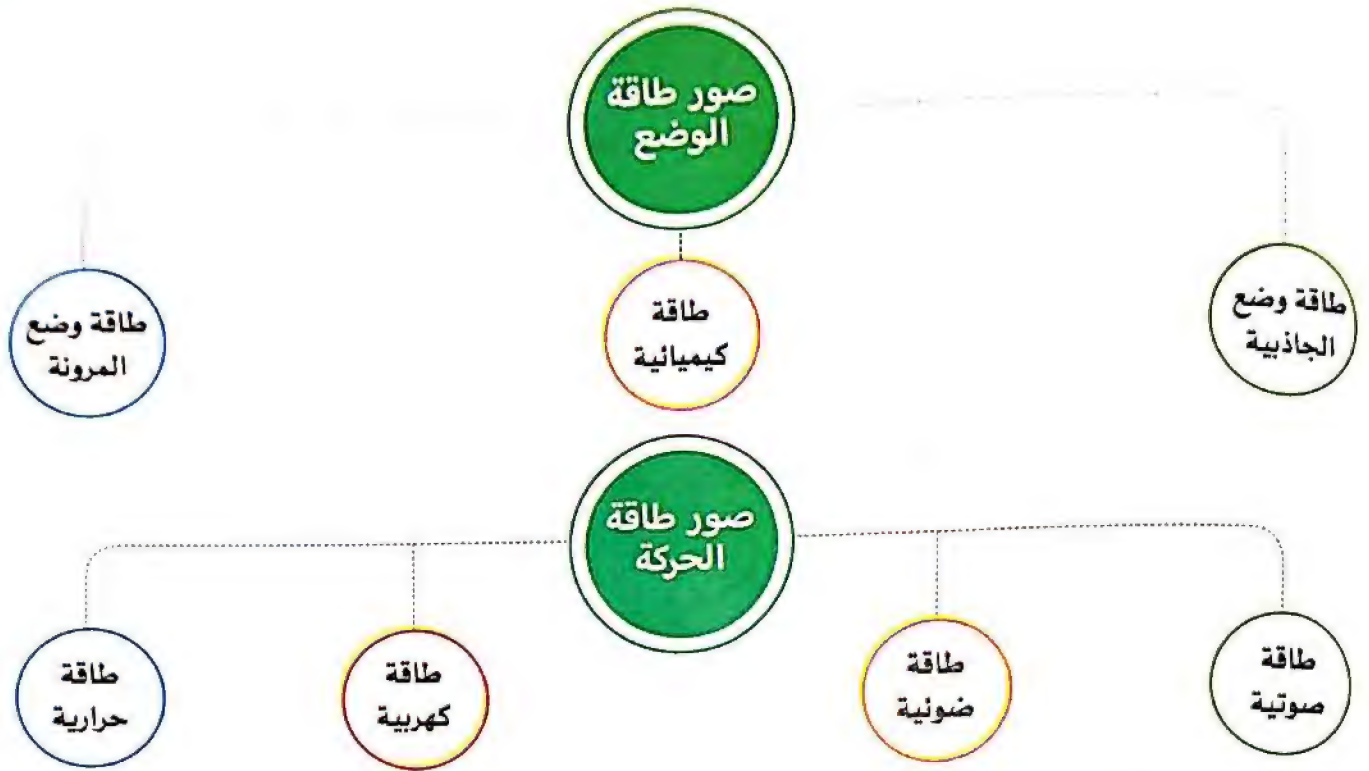 صور طاقة
الوضع
طاقة وضع
الجاذبية
طاقة
كيميائية
طاقة وضع
المرونة
صور طاقة
الحركة
طاقة
صوتية
طاقة
ضوئية
طاقة
كهربية
طاقة
حرارية